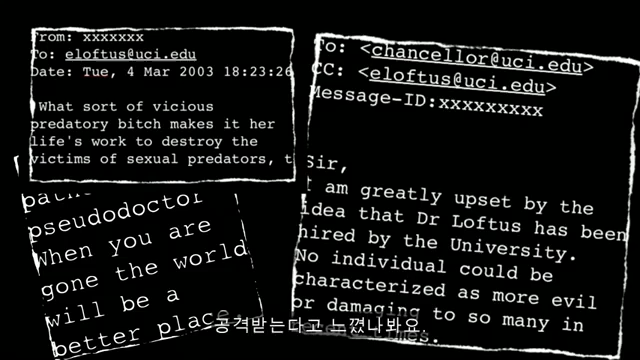 From: xxxxxxx
To: eloftus@uci.edu
Date: Tue, 4 Mar 2003 18:23:26
What sort of vicious
predatory bitch makes it her
life's work to destroy the
victims of sexual predators, t
To: <chancellor@uci.edu>
CC: <eloftus@uci.edu>
Message-ID:xxxxxxxxx
Sir,
I am greatly upset by the
idea that Dr Loftus has been
hired by the University.
No individual could be
characterized as more evil
or damaging to so many in
pseudodoctor
When you are
gone the world
will be a
better place.
공격받는다고 느꼈나봐요.